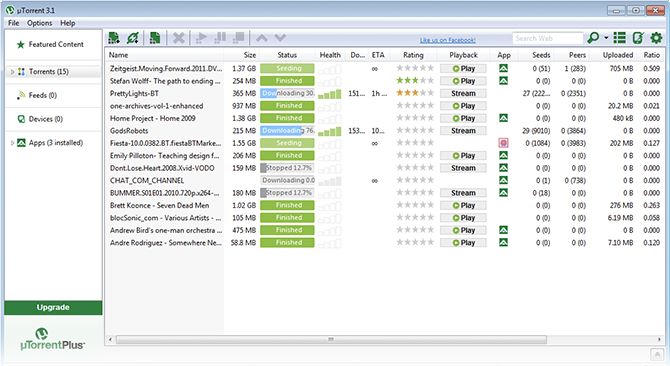 µTorrent 3.1
File Options Help
Featured Content
Torrents (15)
Feeds (0)
Devices (0)
Apps (3 installed)
Upgrade
µTorrentPlus
Like us on Facebook! Search Web
Name Size Status Health Do... ETA Rating Playback App Seeds Peers Uploaded Ratio
Zeitgeist.Moving.Forward.2011.DV... 1.37 GB Seeding ∞ Play 0 (51) 1 (283) 705 MB 0.509
Stefan Wolff- The path to ending ... 254 MB Finished Play 0 (0) 0 (0) 0 B 0.000
PrettyLights-BT 365 MB Downloading 30. 151... 1h ... Stream 27 (222... 0 (2351) 0 B 0.000
one-archives-vol-1-enhanced 937 MB Finished Play 0 (0) 0 (0) 20.2 MB 0.021
Home Project - Home 2009 1.38 GB Finished Play 0 (0) 0 (0) 480 kB 0.000
GodsRobots 215 MB Downloading 76. 153... 10... Stream 29 (9010) 0 (3864) 0 B 0.000
Fiesta-10.0.0382.BT.fiestaBTMarke... 1.55 GB Seeding ∞ 0 (1084) 0 (3983) 202 MB 0.127
Emily Pilloton- Teaching design f... 206 MB Finished Play 0 (0) 0 (0) 0 B 0.000
Dont.Lose.Heart.2008.Xvid-VODO 159 MB Stopped 12.7% Stream 0 (0) 0 (0) 0 B 0.000
CHAT_COM_CHANNEL Downloading 0.0 ∞ 0 (1) 0 (738) 0 B 0.000
BUMMER.S01E01.2010.720p.x264-... 180 MB Stopped 12.7% Stream 0 (18) 0 (0) 0 B 0.000
Brett Koonce - Seven Dead Men 1.02 GB Finished Play 0 (0) 0 (0) 276 MB 0.263
blocSonic_com - Various Artists - ... 105 MB Finished Play 0 (0) 0 (0) 6.19 MB 0.058
Andrew Bird's one-man orchestra ... 275 MB Finished Play 0 (0) 0 (0) 0 B 0.000
Andre Rodriguez - Somewhere Ne... 58.8 MB Finished Play 0 (0) 0 (0) 7.10 MB 0.120